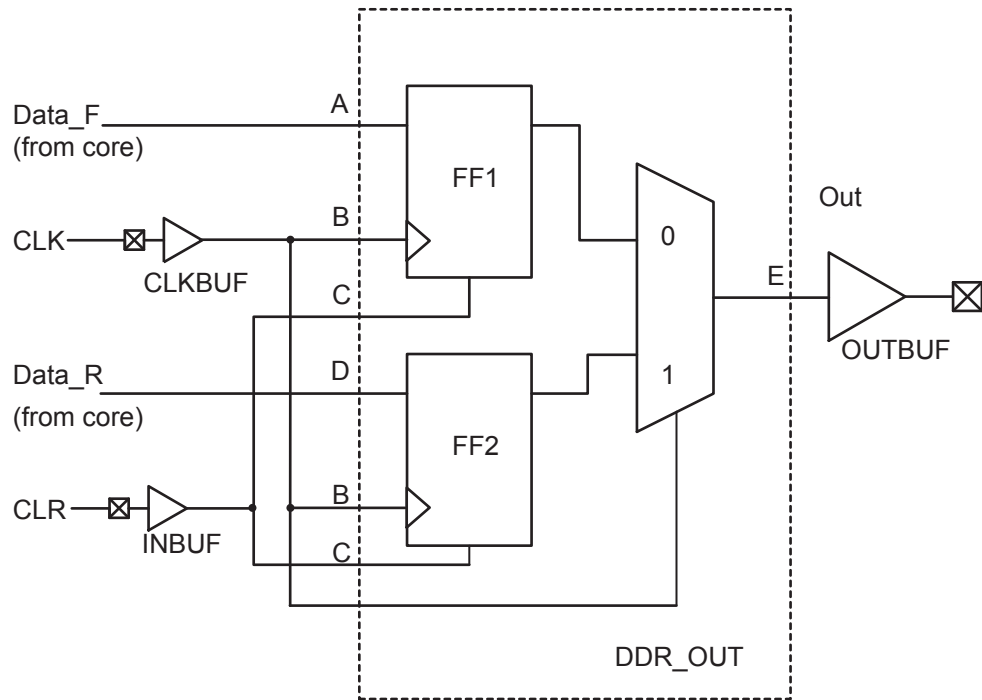 Data_F
(from core)
A
FF1
CLK
CLKBUF
B
C
0
1
Out
E
OUTBUF
Data_R
(from core)
D
FF2
CLR
INBUF
B
C
DDR_OUT